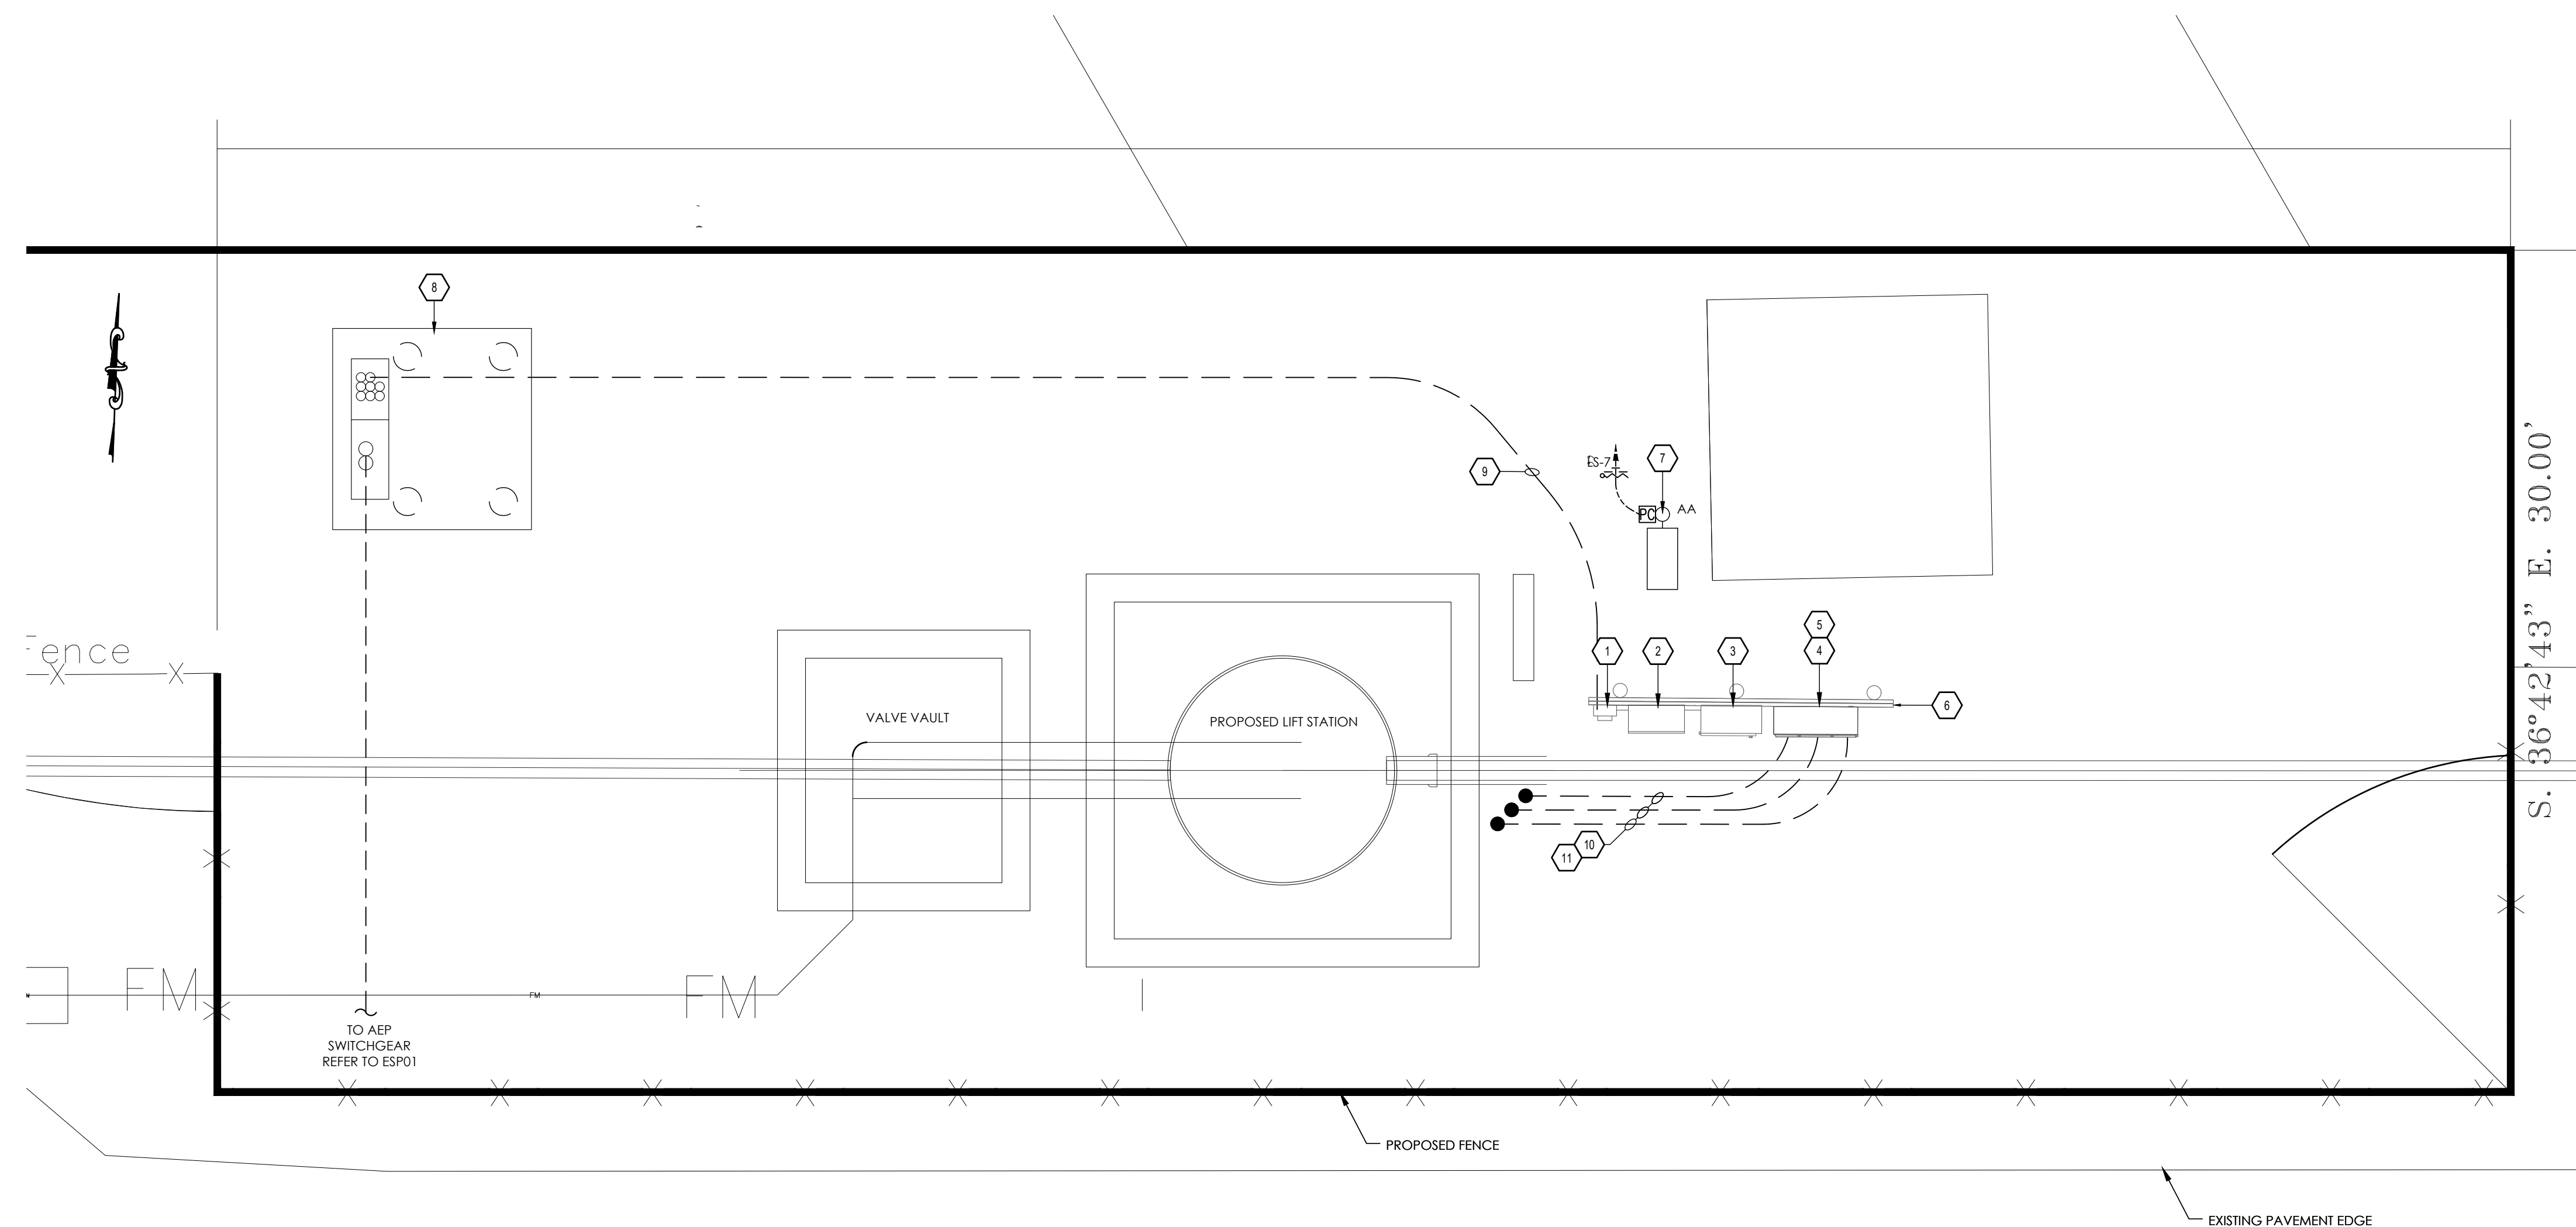 8
9
ES-7
7
PC
AA
S. 36°42'43" E. 30.00'
Fence
1
2
3
5
4
6
VALVE VAULT
PROPOSED LIFT STATION
10
11
FM
FM
FM
TO AEP
SWITCHGEAR
REFER TO ESP01
PROPOSED FENCE
EXISTING PAVEMENT EDGE